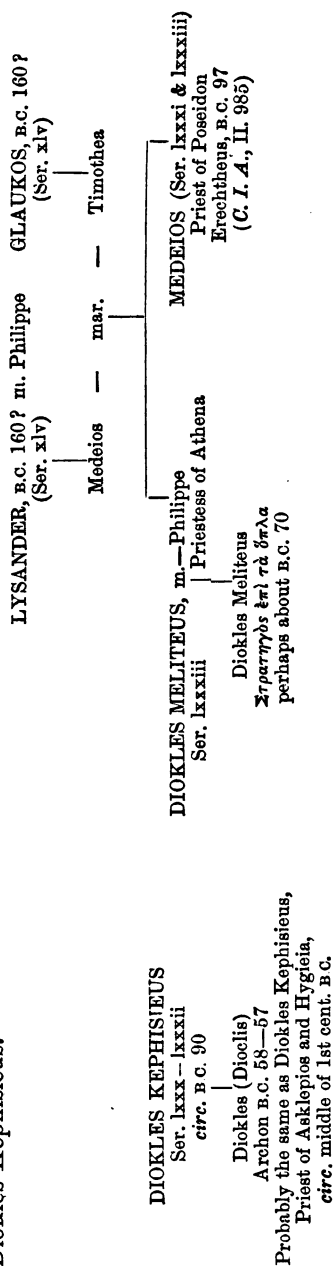 Diokles Kephisieus.
LYSANDER, B.C. 160? m. Philippe GLAUKOS, B.C. 160?
(Ser. xlv) (Ser. xlv)
Medeios — mar. — Timothea
DIOKLES KEPHISIEUS
Ser. lxxx—lxxxii
circ. B.C. 90
DIOKLES MELITEUS, m.—Philippe
Ser. lxxxiii Priestess of Athena
MEDEIOS (Ser. lxxxi & lxxxiii)
Priest of Poseidon
Erechtheus, B.C. 97
(C. I. A., II. 985)
Diokles (Dioclis)
Archon B.C. 58—57
Probably the same as Diokles Kephisieus,
Priest of Asklepios and Hygieia,
circ. middle of 1st cent. B.C.
Diokles Meliteus
Στρατηγὸς ἐπὶ τὰ ὅπλα
perhaps about B.C. 70